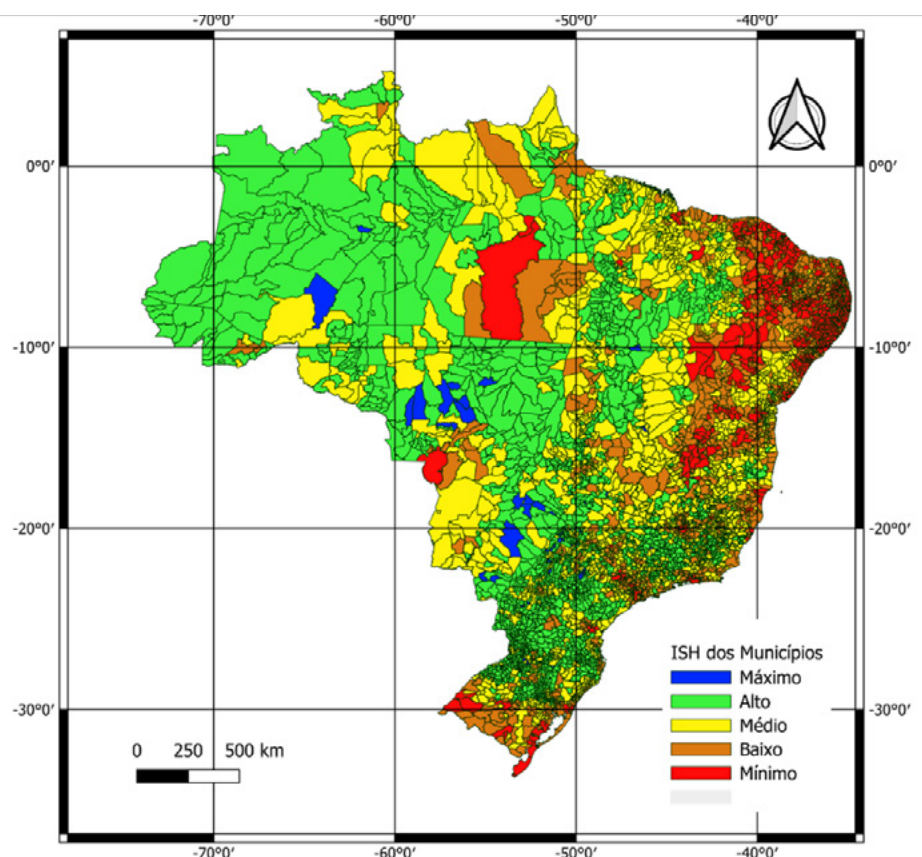 -70°0′ -60°0′ -50°0′ -40°0′
0°0′ 0°0′
-10°0′ -10°0′
-20°0′ -20°0′
-30°0′ -30°0′
ISH dos Municípios
Máximo
Alto
Médio
Baixo
Mínimo
0 250 500 km
-70°0′ -60°0′ -50°0′ -40°0′